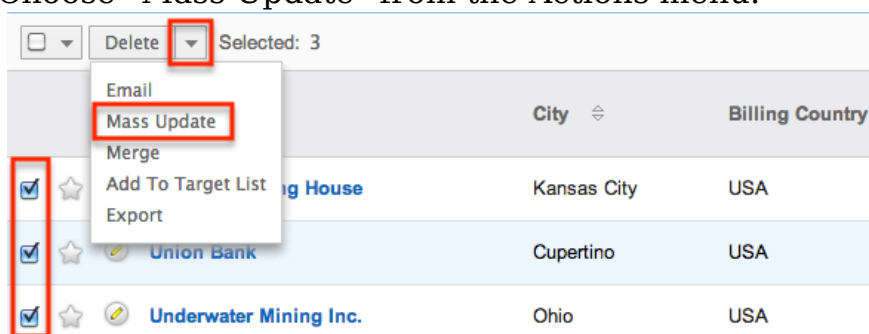 Choose "Mass Update" from the Actions menu.
Delete Selected: 3
Email
Mass Update
Merge
Add To Target List
Export
City Billing Country
ng House Kansas City USA
Union Bank Cupertino USA
Underwater Mining Inc. Ohio USA